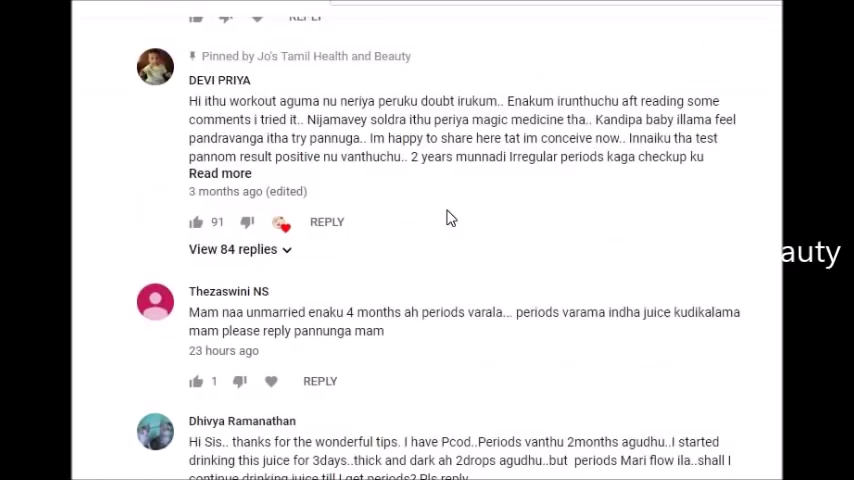 REPLY
Pinned by Jo's Tamil Health and Beauty
DEVI PRIYA
Hi ithu workout aguma nu neriya peruku doubt irukum.. Enakum irunthuchu aft reading some
comments i tried it.. Nijamavey soldra ithu periya magic medicine tha.. Kandipa baby illama feel
pandravanga itha try pannuga.. Im happy to share here tat im conceive now.. Innaiku tha test
pannom result positive nu vanthuchu.. 2 years munnadi Irregular periods kaga checkup ku
Read more
3 months ago (edited)
91 REPLY
View 84 replies
auty
Thezaswini NS
Mam naa unmarried enaku 4 months ah periods varala... periods varama indha juice kudikalama
mam please reply pannunga mam
23 hours ago
1 REPLY
Dhivya Ramanathan
Hi Sis.. thanks for the wonderful tips. I have Pcod..Periods vanthu 2months agudhu..I started
drinking this juice for 3days..thick and dark ah 2drops agudhu..but periods Mari flow ila..shall I
continue drinking juice till I get periods? Pls reply